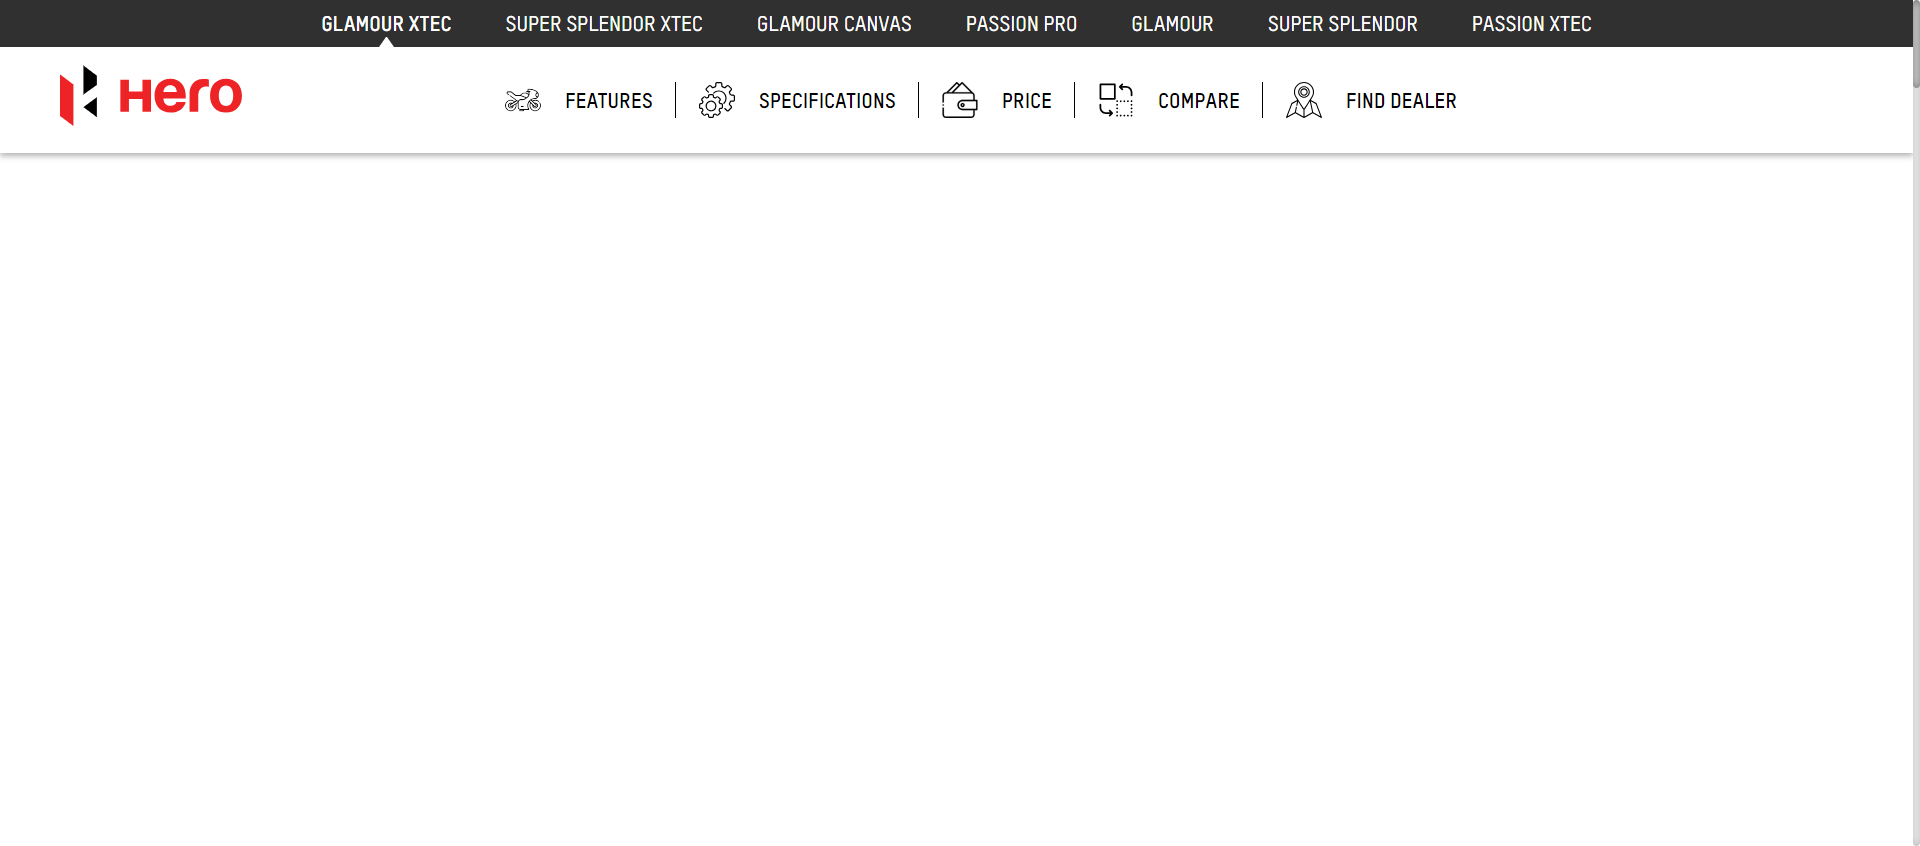 GLAMOUR XTEC SUPER SPLENDOR XTEC GLAMOUR CANVAS PASSION PRO GLAMOUR SUPER SPLENDOR PASSION XTEC
Hero FEATURES SPECIFICATIONS PRICE COMPARE FIND DEALER